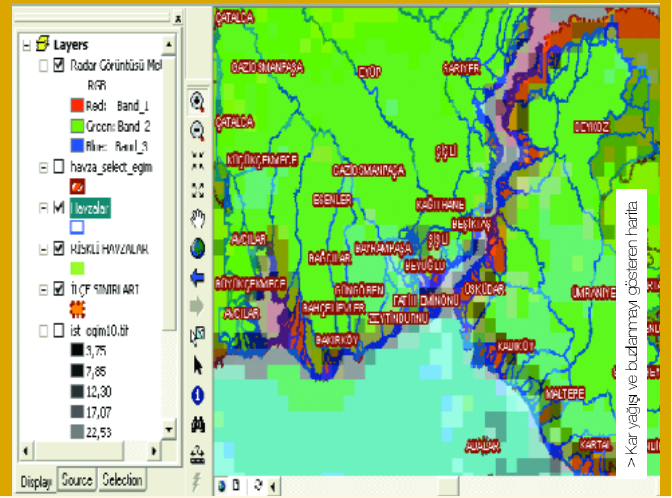 Layers
Radar Görüntüsü Mo
RGB
Red: Band_1
Green: Band_2
Blue: Band_3
havza_select_egim
Havzalar
RİSKLİ HAVZALAR
İLÇE SINIRLARI
ist_egim10.tif
3,75
7,85
12,30
17,07
22,53
Display Source Selection
ÇATALCA
GAZİOSMANPAŞA
EYÜP
SARIYER
ÇATALCA
BEYKOZ
KÜÇÜKÇEKMECE
GAZİOSMANPAŞA
ŞİŞLİ
ESENLER
KAĞITHANE
BEŞİKTAŞ
AVCILAR
BAĞCILAR
BAYRAMPAŞA
ŞİŞLİ
BEYOĞLU
BÜYÜKÇEKMECE
GÜNGÖREN
FATİH
EMİNÖNÜ
ÜSKÜDAR
ÜMRANİYE
AVCILAR
BAHÇELİEVLER
ZEYTİNBURNU
BAKIRKÖY
KADIKÖY
MALTEPE
ADALAR
KARTAL
> Kar yağışı ve buzlanmayı gösteren harita